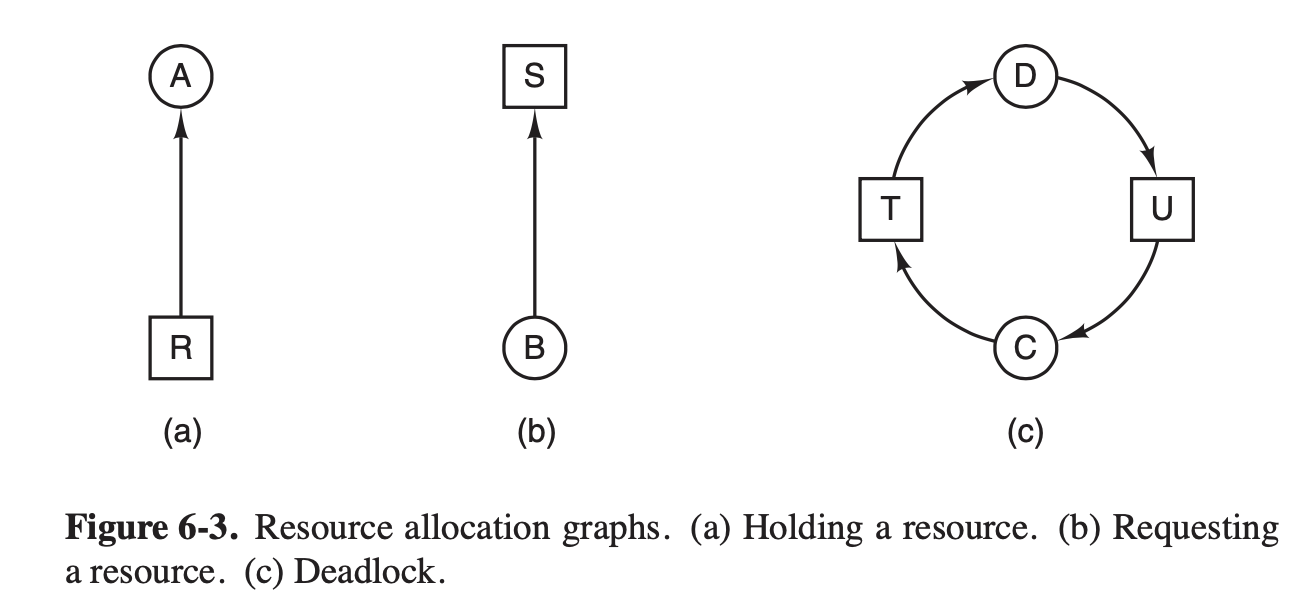 A
S
D
T
U
R
B
C
(a)
(b)
(c)
Figure 6-3. Resource allocation graphs. (a) Holding a resource. (b) Requesting
a resource. (c) Deadlock.